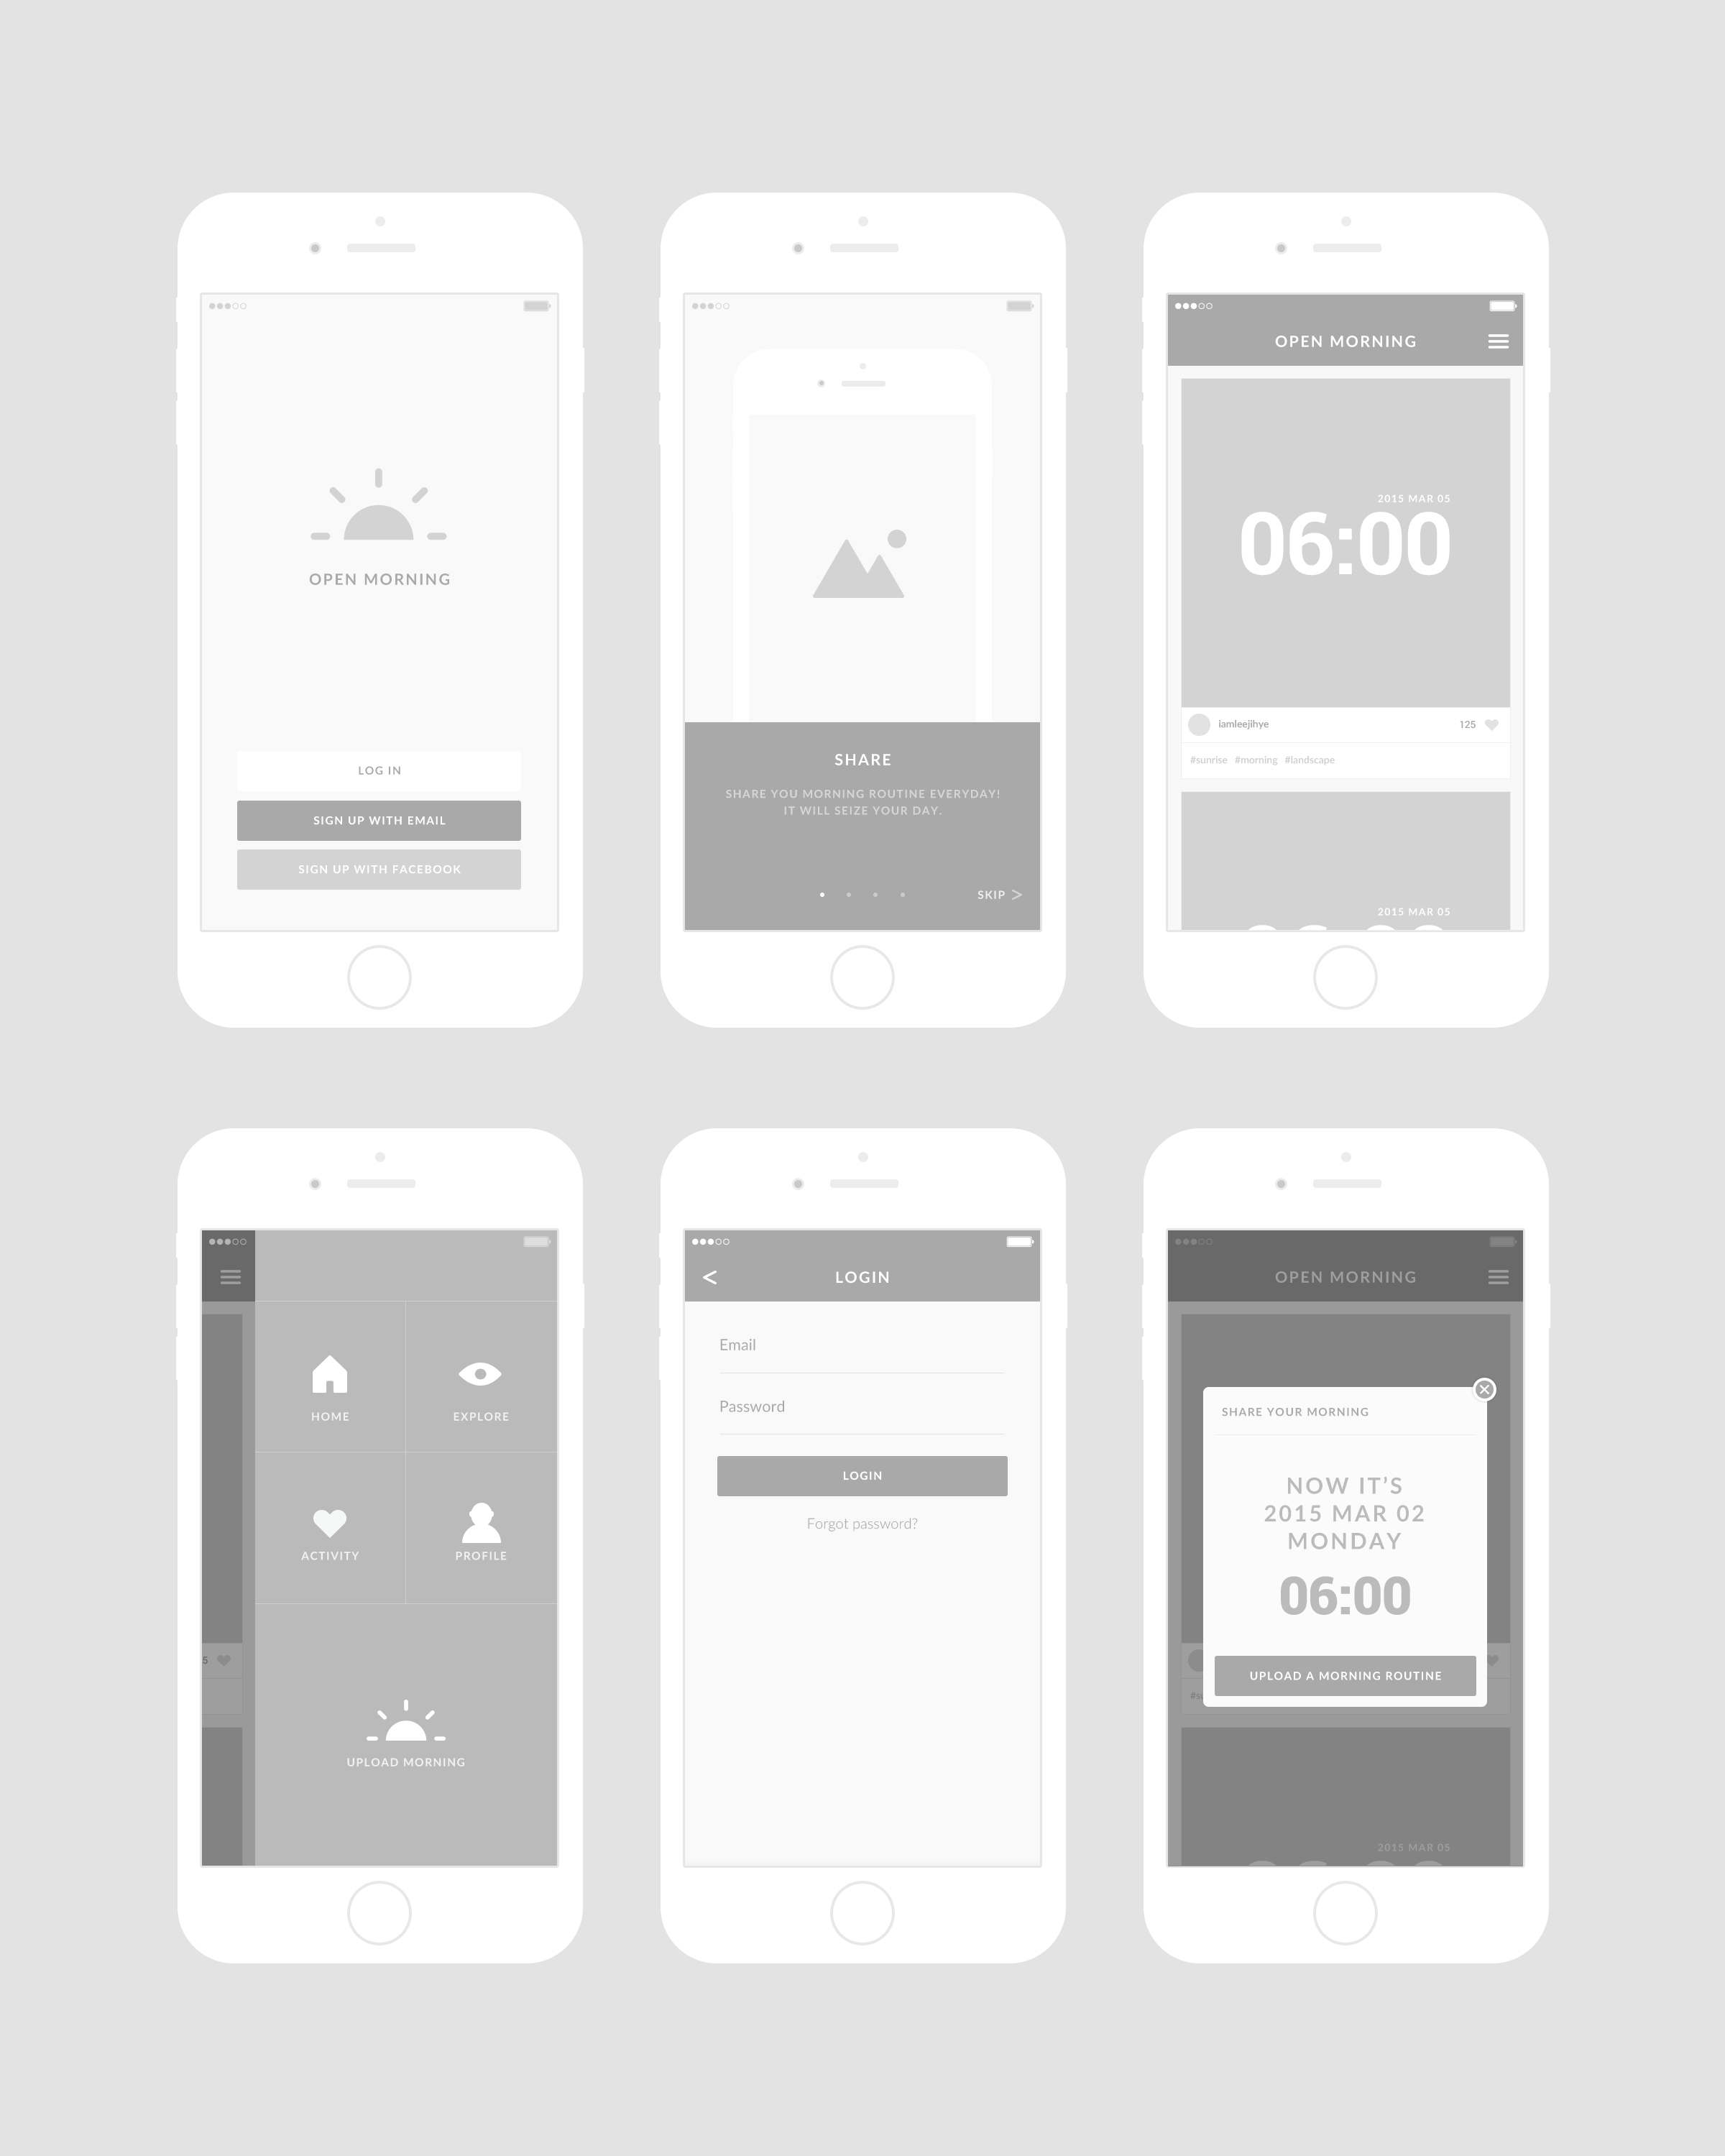 OPEN MORNING
LOG IN
SIGN UP WITH EMAIL
SIGN UP WITH FACEBOOK
SHARE
SHARE YOU MORNING ROUTINE EVERYDAY!
IT WILL SEIZE YOUR DAY.
SKIP >
OPEN MORNING
2015 MAR 05
06:00
iamleejihye 125
#sunrise #morning #landscape
2015 MAR 05
HOME EXPLORE
ACTIVITY PROFILE
5
UPLOAD MORNING
< LOGIN
Email
Password
LOGIN
Forgot password?
OPEN MORNING
SHARE YOUR MORNING
NOW IT’S
2015 MAR 02
MONDAY
06:00
UPLOAD A MORNING ROUTINE
2015 MAR 05